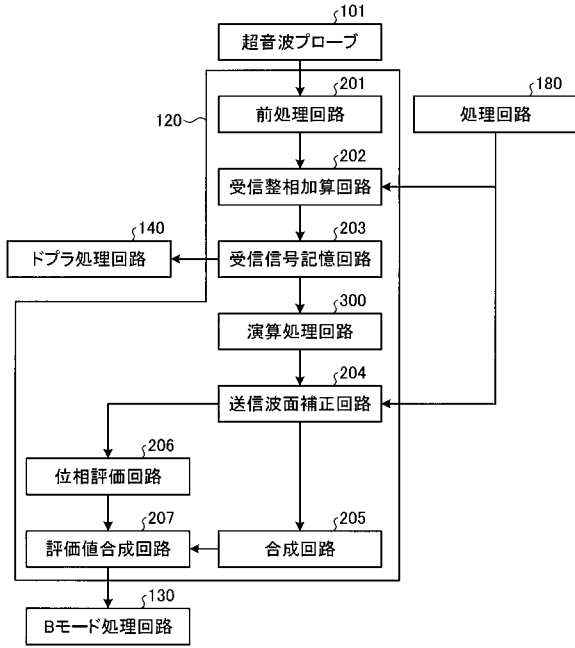 101
超音波プローブ
201
180
120
前処理回路
処理回路
202
受信整相加算回路
140
203
ドプラ処理回路
受信信号記憶回路
300
演算処理回路
204
送信波面補正回路
206
位相評価回路
207
205
評価値合成回路
合成回路
130
Bモード処理回路